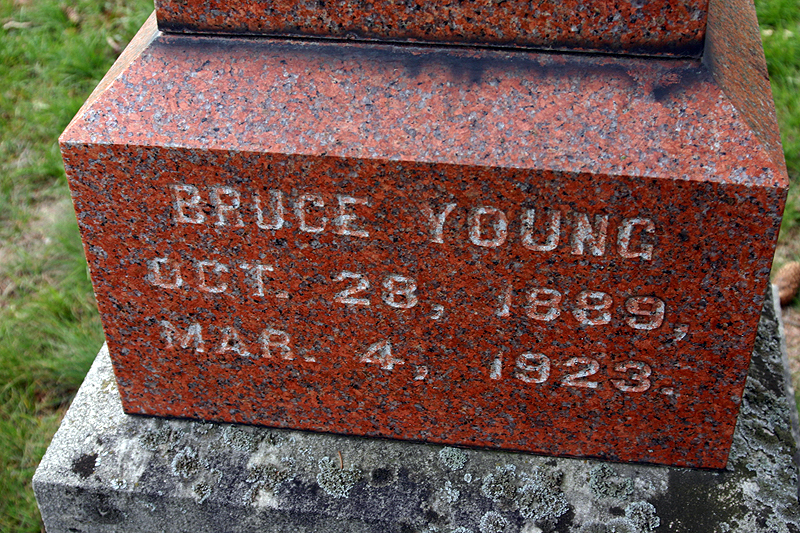 BRUCE YOUNG
OCT. 28, 1889,
MAR. 4, 1923.